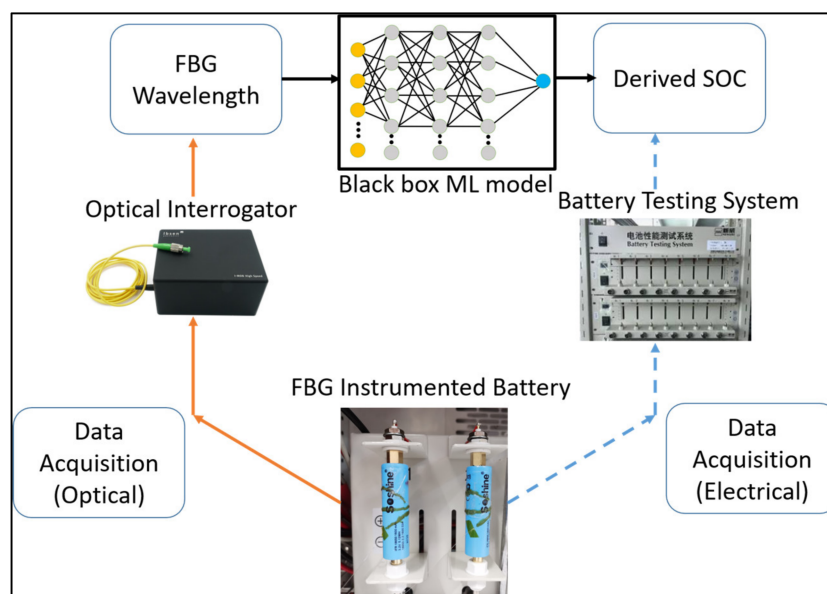 FBG
Wavelength
Derived SOC
Black box ML model
Optical Interrogator
Battery Testing System
电池性能测试系统
Battery Testing System
FBG Instrumented Battery
Data
Acquisition
(Optical)
Soshine
Soshine
Data
Acquisition
(Electrical)